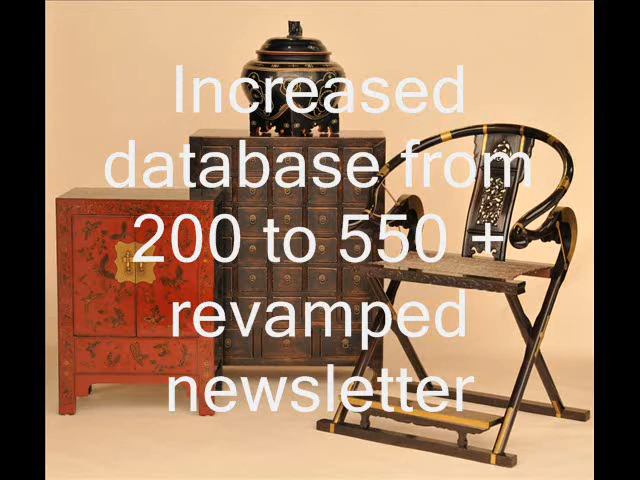 Increased
database from
200 to 550 +
revamped
newsletter